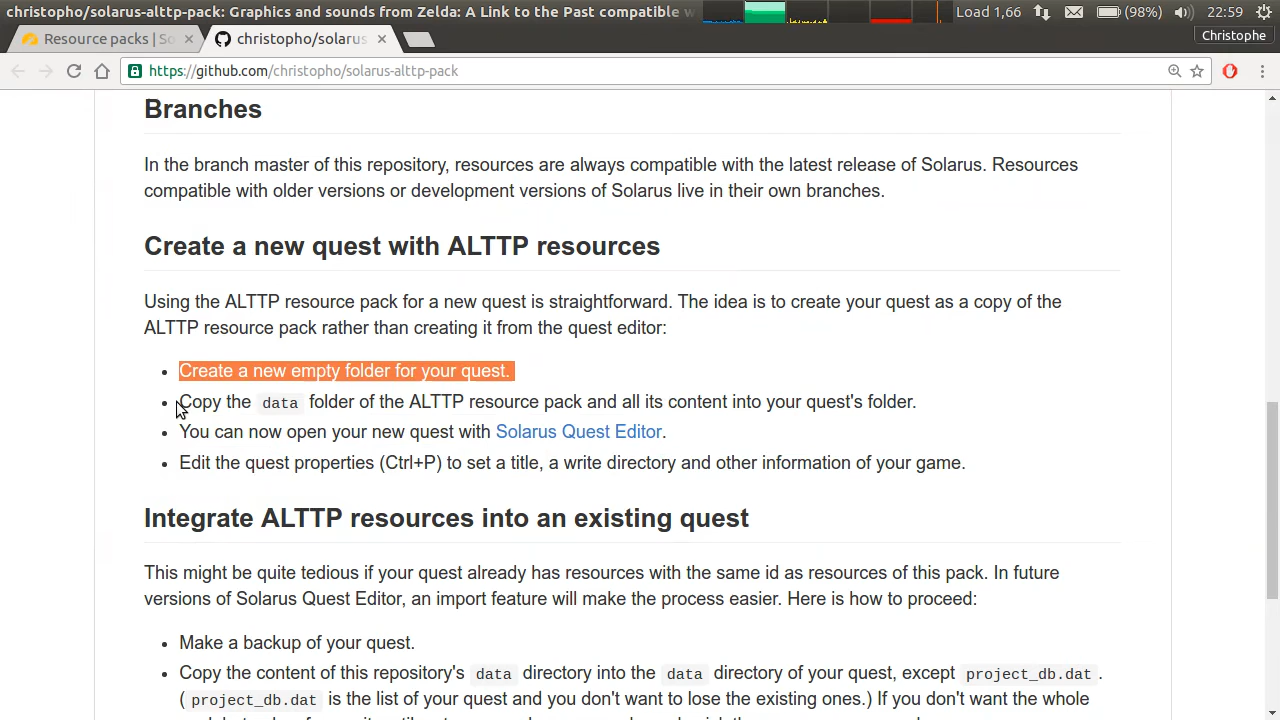 christopho/solarus-alttp-pack: Graphics and sounds from Zelda: A Link to the Past compatible w
Load 1,66 (98%) 22:59
Resource packs | So
christopho/solarus
Christophe
https://github.com/christopho/solarus-alttp-pack
Branches
In the branch master of this repository, resources are always compatible with the latest release of Solarus. Resources
compatible with older versions or development versions of Solarus live in their own branches.
Create a new quest with ALTTP resources
Using the ALTTP resource pack for a new quest is straightforward. The idea is to create your quest as a copy of the
ALTTP resource pack rather than creating it from the quest editor:
• Create a new empty folder for your quest.
• Copy the data folder of the ALTTP resource pack and all its content into your quest's folder.
• You can now open your new quest with Solarus Quest Editor.
• Edit the quest properties (Ctrl+P) to set a title, a write directory and other information of your game.
Integrate ALTTP resources into an existing quest
This might be quite tedious if your quest already has resources with the same id as resources of this pack. In future
versions of Solarus Quest Editor, an import feature will make the process easier. Here is how to proceed:
• Make a backup of your quest.
• Copy the content of this repository's data directory into the data directory of your quest, except project_db.dat.
( project_db.dat is the list of your quest and you don't want to lose the existing ones.) If you don't want the whole